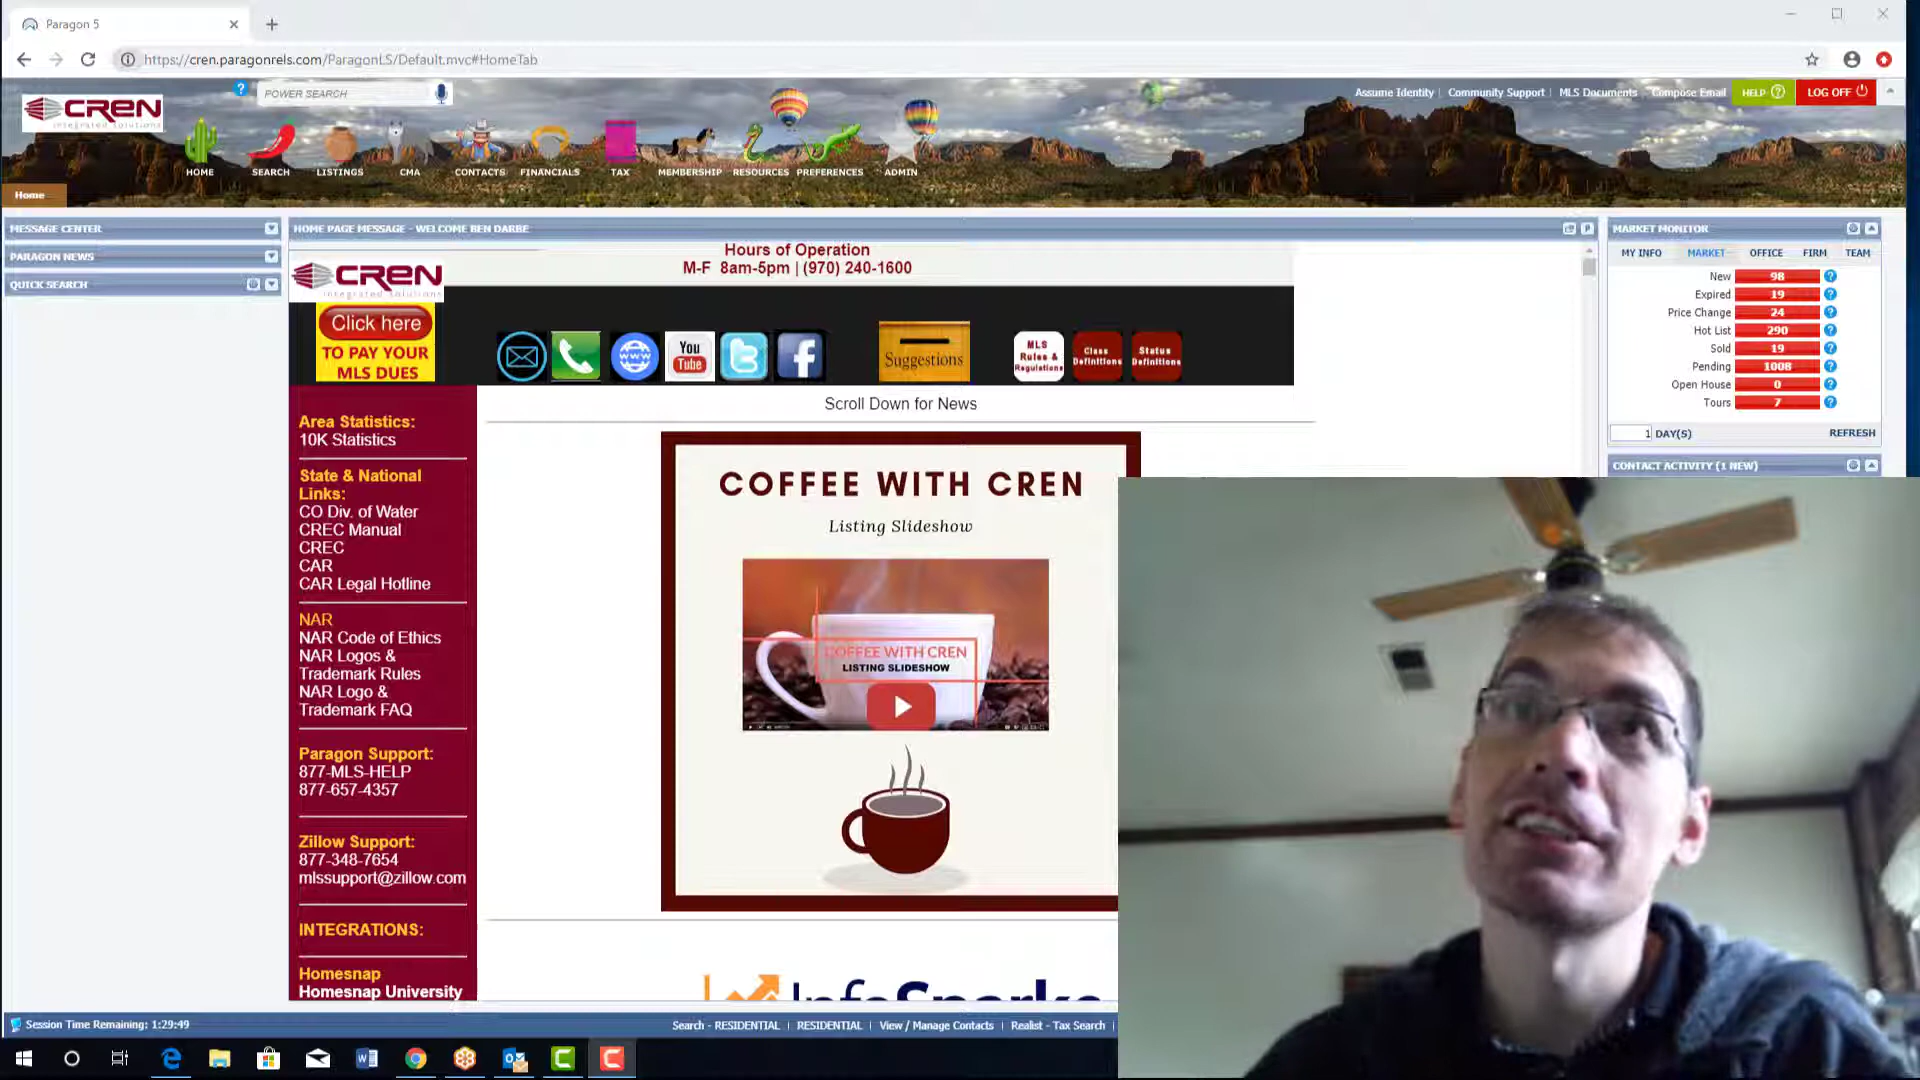 Paragon 5
https://cren.paragonrels.com/ParagonLS/Default.mvc#HomeTab
CREN
integrated solutions
POWER SEARCH
Assume Identity | Community Support | MLS Documents Compose Email HELP LOG OFF
HOME SEARCH LISTINGS CMA CONTACTS FINANCIALS TAX MEMBERSHIP RESOURCES PREFERENCES ADMIN
Home
MESSAGE CENTER
PARAGON NEWS
QUICK SEARCH
HOME PAGE MESSAGE - WELCOME BEN DARBE
Hours of Operation
M-F 8am-5pm | (970) 240-1600
CREN
integrated solutions
Click here
TO PAY YOUR
MLS DUES
www
You
Tube
Suggestions
MLS
Rules &
Regulations
Class
Definitions
Status
Definitions
Scroll Down for News
Area Statistics:
10K Statistics
State & National
Links:
CO Div. of Water
CREC Manual
CREC
CAR
CAR Legal Hotline
NAR
NAR Code of Ethics
NAR Logos &
Trademark Rules
NAR Logo &
Trademark FAQ
Paragon Support:
877-MLS-HELP
877-657-4357
Zillow Support:
877-348-7654
mlssupport@zillow.com
INTEGRATIONS:
Homesnap
Homesnap University
COFFEE WITH CREN
Listing Slideshow
COFFEE WITH CREN
LISTING SLIDESHOW
InfoSparks
MARKET MONITOR
MY INFO MARKET OFFICE FIRM TEAM
New 98
Expired 19
Price Change 24
Hot List 290
Sold 19
Pending 1008
Open House 0
Tours 7
1 DAY(S) REFRESH
CONTACT ACTIVITY (1 NEW)
Session Time Remaining: 1:29:49
Search - RESIDENTIAL | RESIDENTIAL | View / Manage Contacts | Realist - Tax Search |